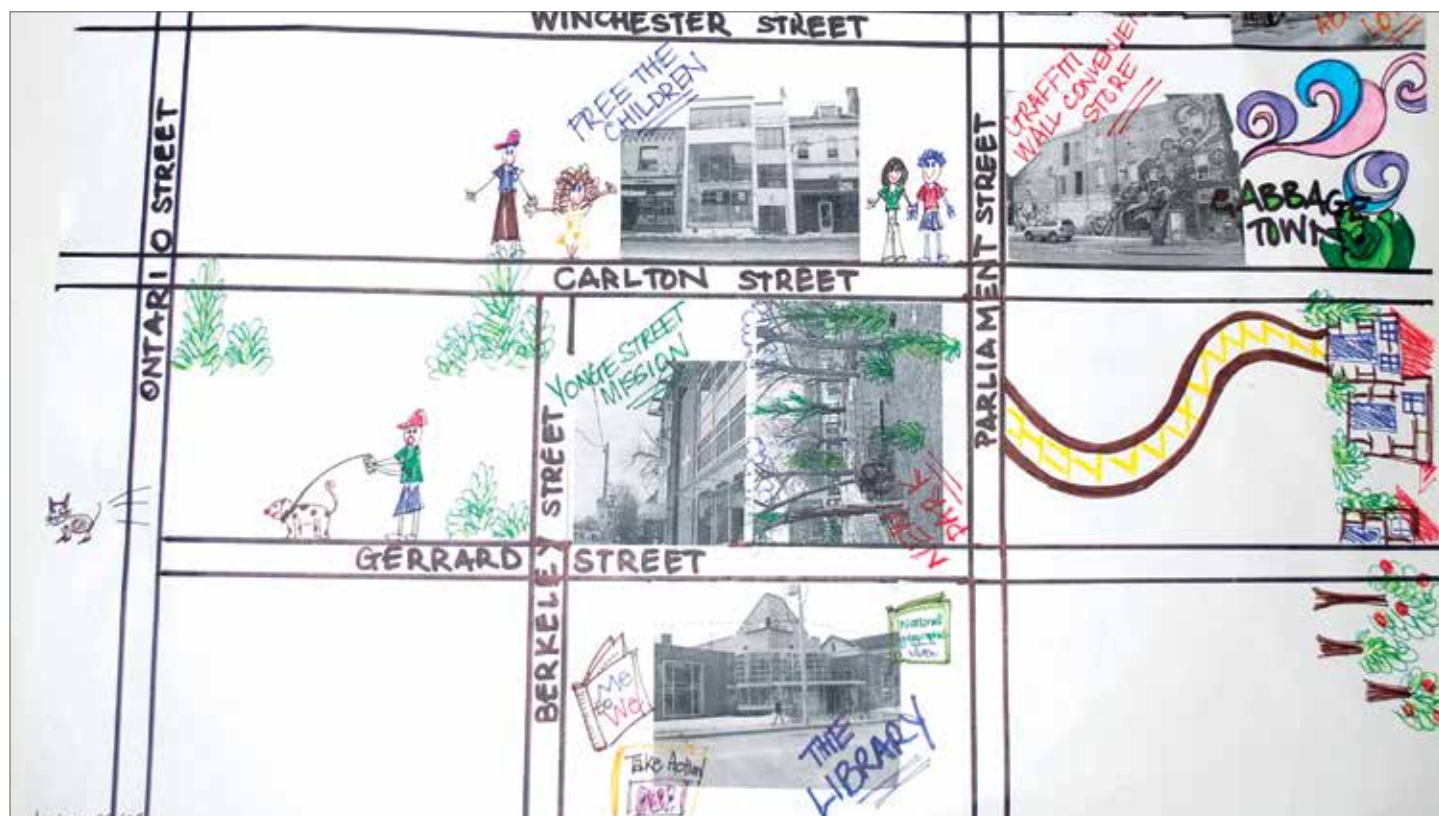 WINCHESTER STREET
FREE THE
CHILDREN
GRAFFITI
WALL
STORE
ONTARIO STREET
PARLIAMENT STREET
CABBAGE
TOWN
CARLTON STREET
YONGE STREET
MISSION
PARK
BERKELEY STREET
GERRARD STREET
Me
to We
National
Take Action
THE
LIBRARY